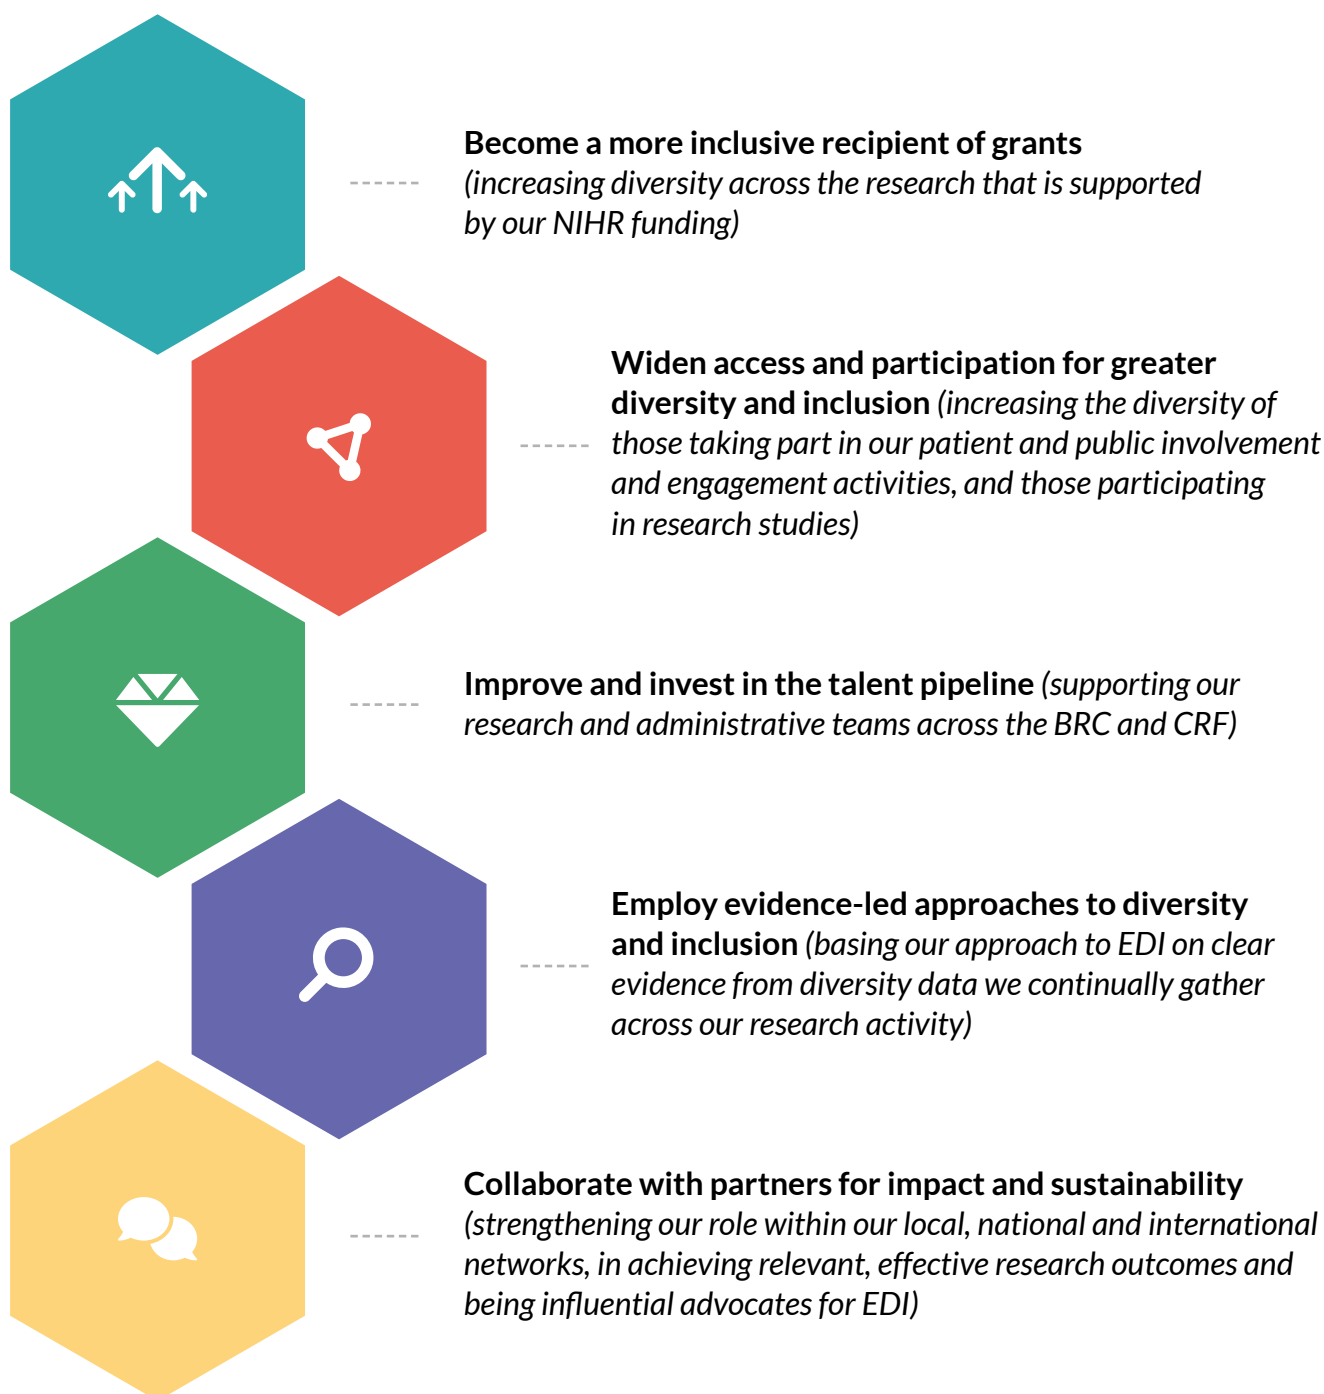 Become a more inclusive recipient of grants
(increasing diversity across the research that is supported
by our NIHR funding)
Widen access and participation for greater
diversity and inclusion (increasing the diversity of
those taking part in our patient and public involvement
and engagement activities, and those participating
in research studies)
Improve and invest in the talent pipeline (supporting our
research and administrative teams across the BRC and CRF)
Employ evidence-led approaches to diversity
and inclusion (basing our approach to EDI on clear
evidence from diversity data we continually gather
across our research activity)
Collaborate with partners for impact and sustainability
(strengthening our role within our local, national and international
networks, in achieving relevant, effective research outcomes and
being influential advocates for EDI)